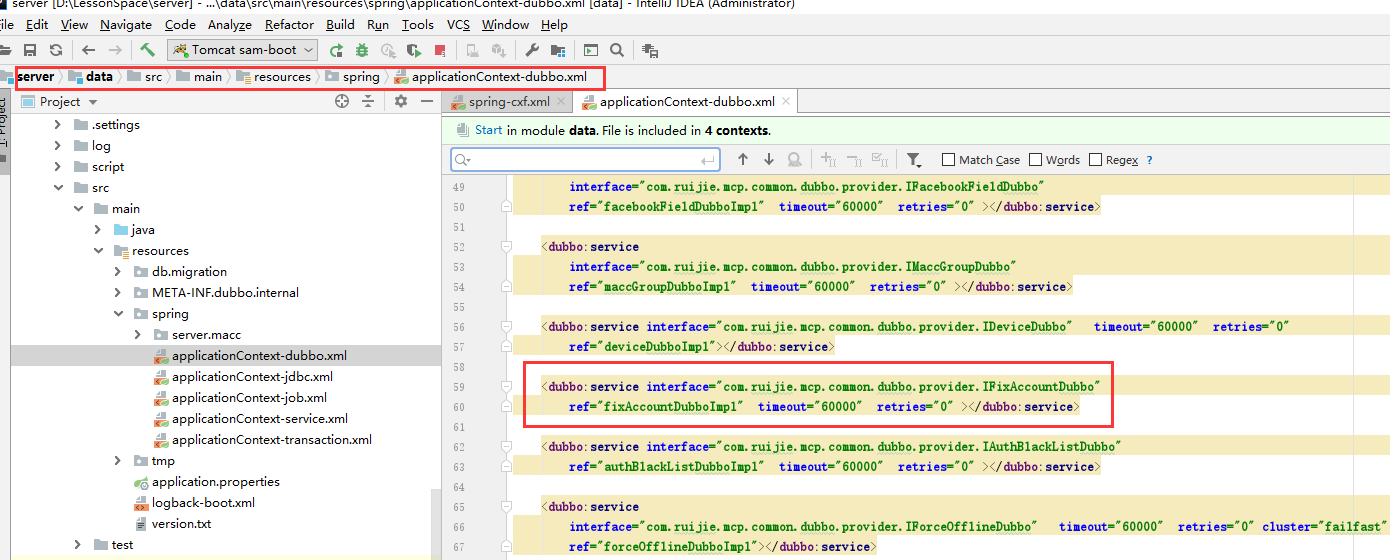 server [D:\LessonSpace\server] - ...\data\src\main\resources\spring\applicationContext-dubbo.xml [data] - IntelliJ IDEA (Administrator)
File Edit View Navigate Code Analyze Refactor Build Run Tools VCS Window Help
Tomcat sam-boot
server data src main resources spring applicationContext-dubbo.xml
1: Project
Project
.settings
log
script
src
main
java
resources
db.migration
META-INF.dubbo.internal
spring
server.macc
applicationContext-dubbo.xml
applicationContext-jdbc.xml
applicationContext-job.xml
applicationContext-service.xml
applicationContext-transaction.xml
tmp
application.properties
logback-boot.xml
version.txt
test
spring-cxf.xml applicationContext-dubbo.xml
Start in module data. File is included in 4 contexts.
Match Case Words Regex ?
49 interface="com.ruijie.mcp.common.dubbo.provider.IFacebookFieldDubbo"
50 ref="facebookFieldDubboImpl" timeout="60000" retries="0" ></dubbo:service>
51
52 <dubbo:service
53 interface="com.ruijie.mcp.common.dubbo.provider.IMaccGroupDubbo"
54 ref="maccGroupDubboImpl" timeout="60000" retries="0" ></dubbo:service>
55
56 <dubbo:service interface="com.ruijie.mcp.common.dubbo.provider.IDeviceDubbo" timeout="60000" retries="0"
57 ref="deviceDubboImpl"></dubbo:service>
58
59 <dubbo:service interface="com.ruijie.mcp.common.dubbo.provider.IFixAccountDubbo"
60 ref="fixAccountDubboImpl" timeout="60000" retries="0" ></dubbo:service>
61
62 <dubbo:service interface="com.ruijie.mcp.common.dubbo.provider.IAuthBlackListDubbo"
63 ref="authBlackListDubboImpl" timeout="60000" retries="0" ></dubbo:service>
64
65 <dubbo:service
66 interface="com.ruijie.mcp.common.dubbo.provider.IForceOfflineDubbo" timeout="60000" retries="0" cluster="failfast"
67 ref="forceOfflineDubboImpl"></dubbo:service>